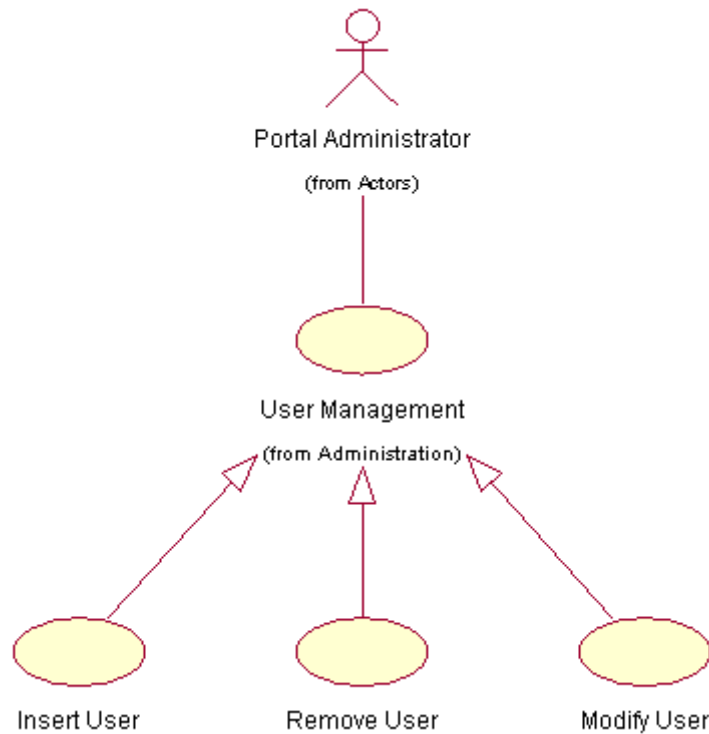 Portal Administrator
(from Actors)
User Management
(from Administration)
Insert User
Remove User
Modify User